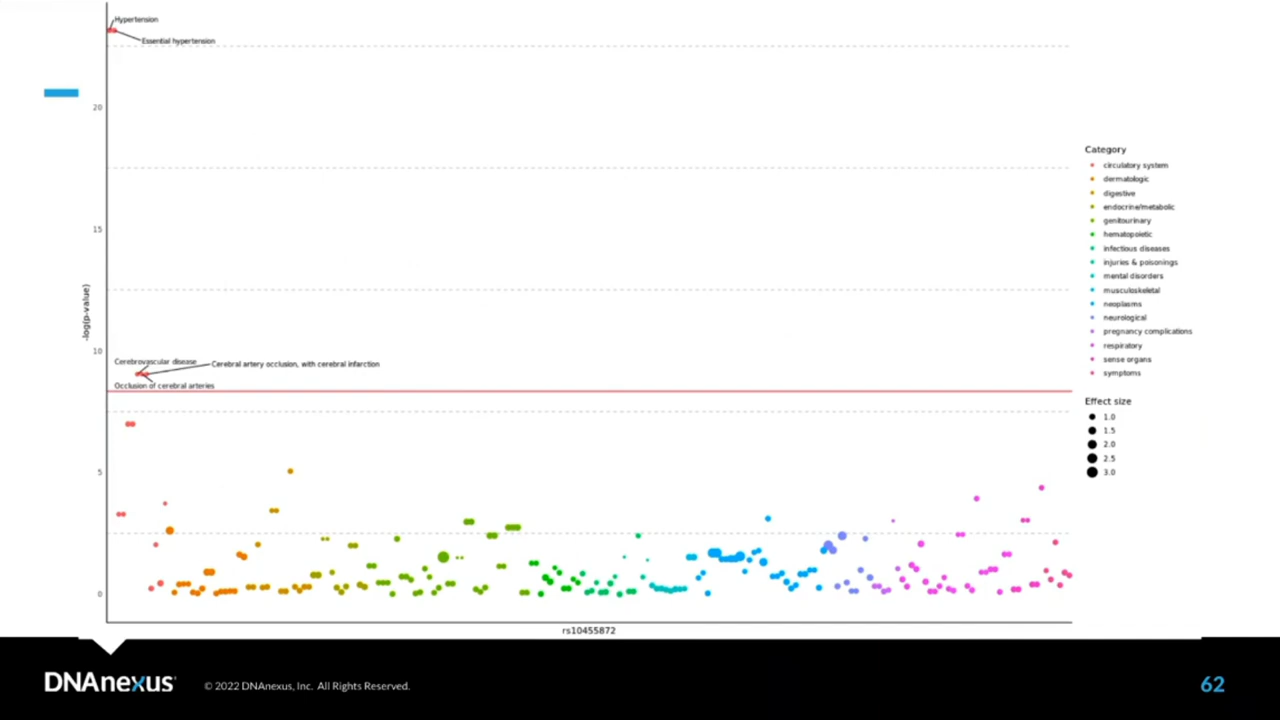 Hypertension
Essential hypertension
20
15
-log(p-value)
10
Cerebrovascular disease
Cerebral artery occlusion, with cerebral infarction
Occlusion of cerebral arteries
5
0
rs10455872
Category
circulatory system
dermatologic
digestive
endocrine/metabolic
genitourinary
hematopoietic
infectious diseases
injuries & poisonings
mental disorders
musculoskeletal
neoplasms
neurological
pregnancy complications
respiratory
sense organs
symptoms
Effect size
1.0
1.5
2.0
2.5
3.0
DNAnexus
© 2022 DNAnexus, Inc. All Rights Reserved.
62